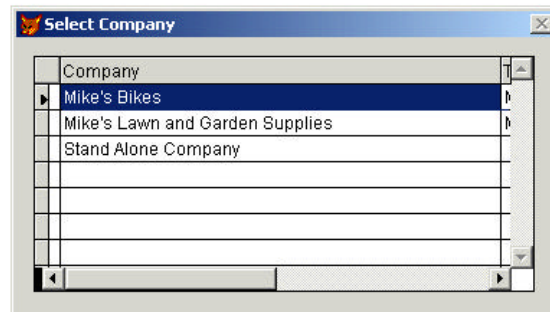 Select Company
Company T
Mike's Bikes
Mike's Lawn and Garden Supplies
Stand Alone Company